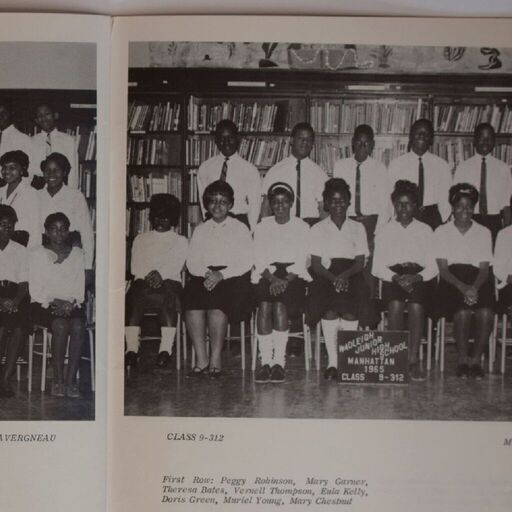 WADLEIGH
JUNIOR
HIGH SCHOOL
MANHATTAN
1965
CLASS 9-312
AVERGNEAU
CLASS 9-312
M
First Row: Peggy Robinson, Mary Garner,
Theresa Bates, Vernell Thompson, Eula Kelly,
Doris Green, Muriel Young, Mary Chestnut